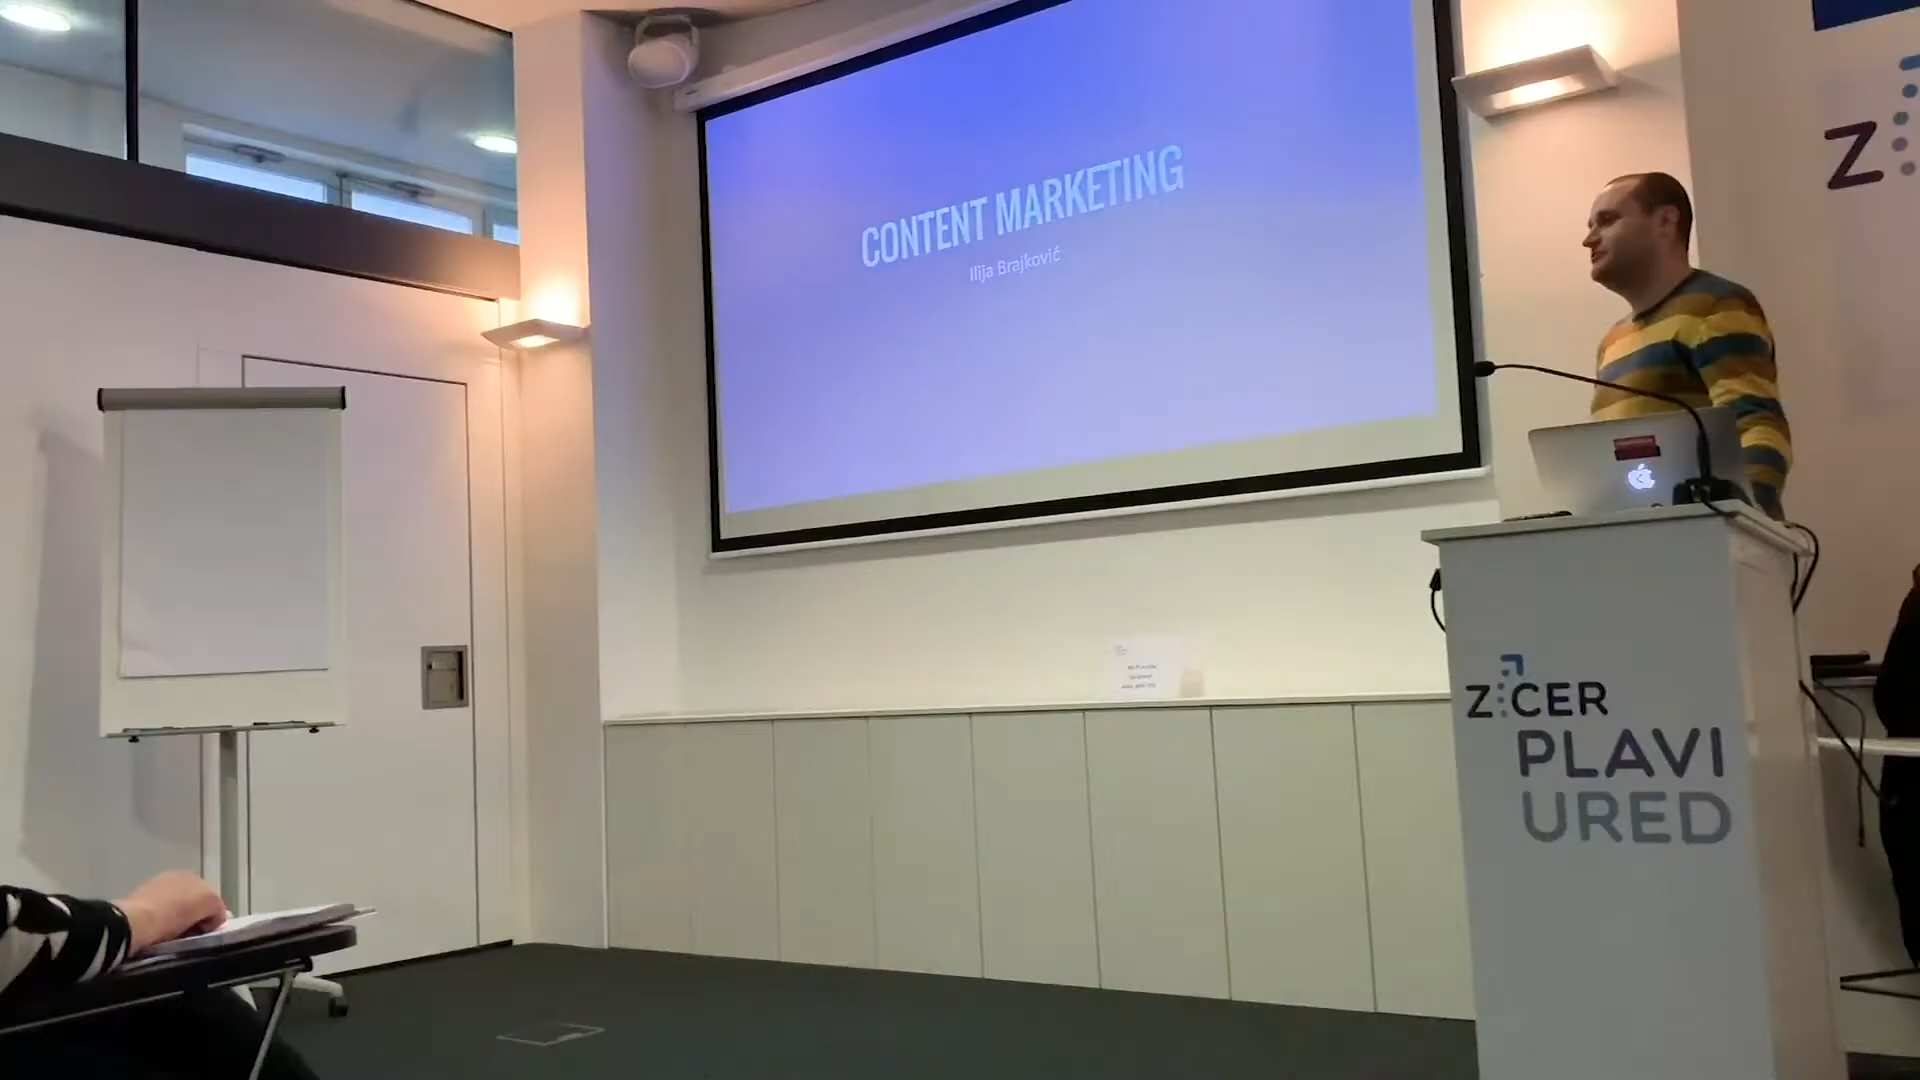 CONTENT MARKETING
Ilija Brajković
Z
ZICER
PLAVI
URED